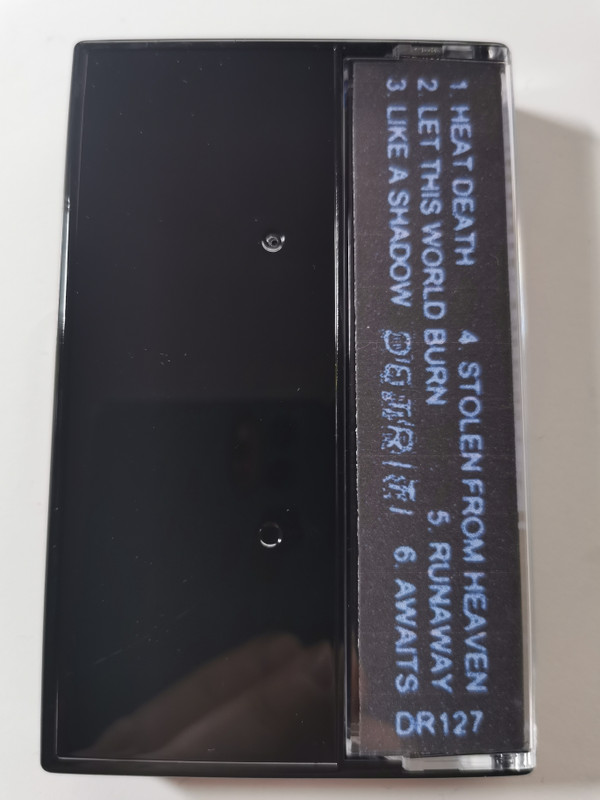 1. HEAT DEATH
2. LET THIS WORLD BURN
3. LIKE A SHADOW
4. STOLEN FROM HEAVEN
5. RUNAWAY
6. AWAITS
DETRITI
DR127